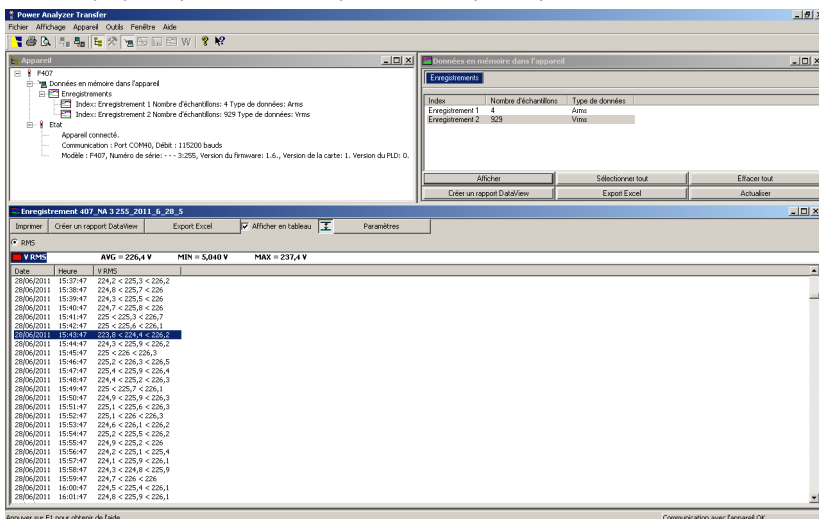 Power Analyzer Transfer
Fichier Affichage Appareil Outils Fenêtre Aide
Appareil
F407
Données en mémoire dans l'appareil
Enregistrements
Index: Enregistrement 1 Nombre d'échantillons: 4 Type de données: Arms
Index: Enregistrement 2 Nombre d'échantillons: 929 Type de données: Vrms
Etat
Appareil connecté.
Communication : Port COM40, Débit : 115200 bauds
Modèle : F407, Numéro de série: - - - 3:255, Version du firmware: 1.6., Version de la carte: 1. Version du PLD: 0.
Données en mémoire dans l'appareil
Enregistrements
Index Nombre d'échantillons Type de données
Enregistrement 1 4 Arms
Enregistrement 2 929 Vrms
Afficher Sélectionner tout Effacer tout
Créer un rapport DataView Export Excel Actualiser
Enregistrement 407_NA 3 255_2011_6_28_5
Imprimer Créer un rapport DataView Export Excel Afficher en tableau Paramètres
RMS
V RMS AVG = 226,4 V MIN = 5,040 V MAX = 237,4 V
Date Heure V RMS
28/06/2011 15:37:47 224,2 < 225,3 < 226,2
28/06/2011 15:38:47 224,8 < 225,7 < 226
28/06/2011 15:39:47 224,3 < 225,5 < 226
28/06/2011 15:40:47 224,7 < 225,8 < 226
28/06/2011 15:41:47 225 < 225,3 < 226,7
28/06/2011 15:42:47 225 < 225,6 < 226,1
28/06/2011 15:43:47 223,8 < 224,4 < 226,2
28/06/2011 15:44:47 224,3 < 225,9 < 226,2
28/06/2011 15:45:47 225 < 226 < 226,3
28/06/2011 15:46:47 225,2 < 226,3 < 226,5
28/06/2011 15:47:47 225,4 < 225,9 < 226,4
28/06/2011 15:48:47 224,4 < 225,2 < 226,3
28/06/2011 15:49:47 225 < 225,7 < 226,1
28/06/2011 15:50:47 224,9 < 225,9 < 226,3
28/06/2011 15:51:47 225,1 < 225,6 < 226,3
28/06/2011 15:52:47 225,1 < 226 < 226,3
28/06/2011 15:53:47 224,6 < 226,1 < 226,2
28/06/2011 15:54:47 225,2 < 225,5 < 226,2
28/06/2011 15:55:47 224,9 < 225,2 < 226
28/06/2011 15:56:47 224,2 < 225,1 < 225,4
28/06/2011 15:57:47 224,1 < 225,9 < 226,1
28/06/2011 15:58:47 224,3 < 224,8 < 225,9
28/06/2011 15:59:47 224,7 < 226 < 226
28/06/2011 16:00:47 224,5 < 225,4 < 226,1
28/06/2011 16:01:47 224,8 < 225,9 < 226,1
Appuyer sur F1 pour obtenir de l'aide Communication avec l'appareil OK